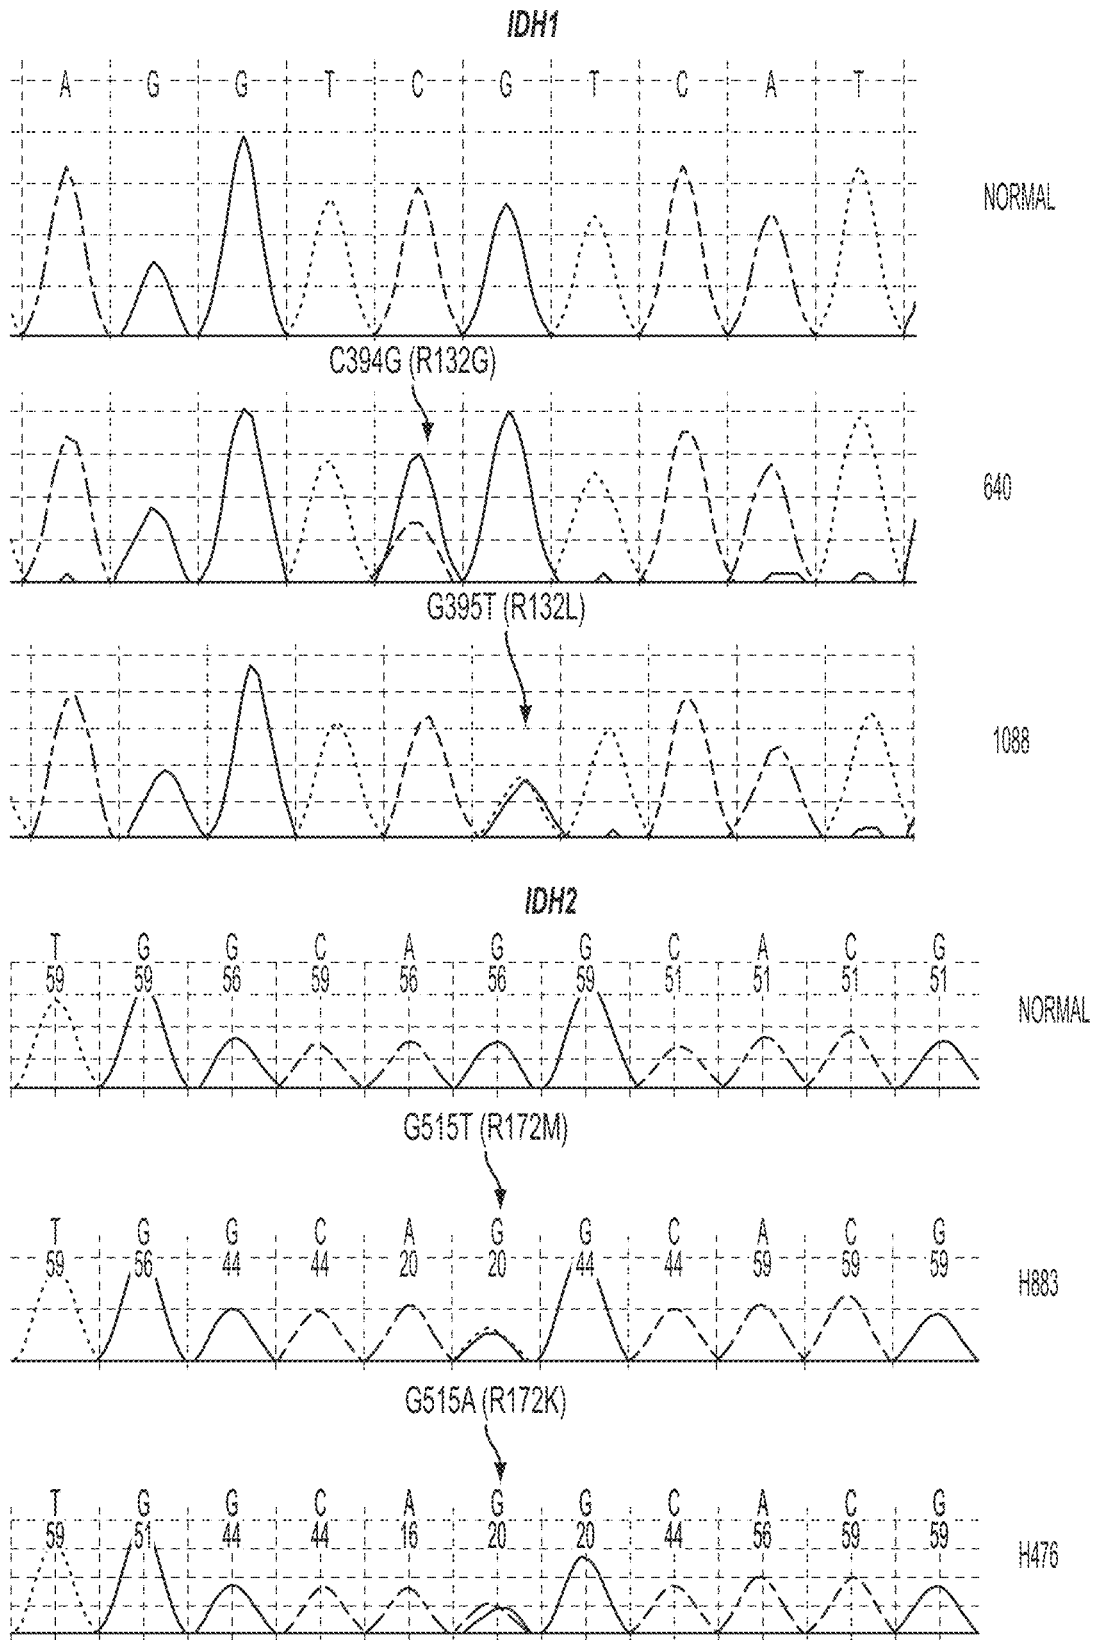 IDH1
A G G T C G T C A T
NORMAL
C394G (R132G)
640
G395T (R132L)
1088
IDH2
T G G C A G G C A C G
59 59 56 59 56 56 59 51 51 51 51
NORMAL
G515T (R172M)
T G G C A G G C A C G
59 56 44 44 20 20 44 44 59 59 59
H883
G515A (R172K)
T G G C A G G C A C G
59 51 44 44 16 20 20 44 56 59 59
H476